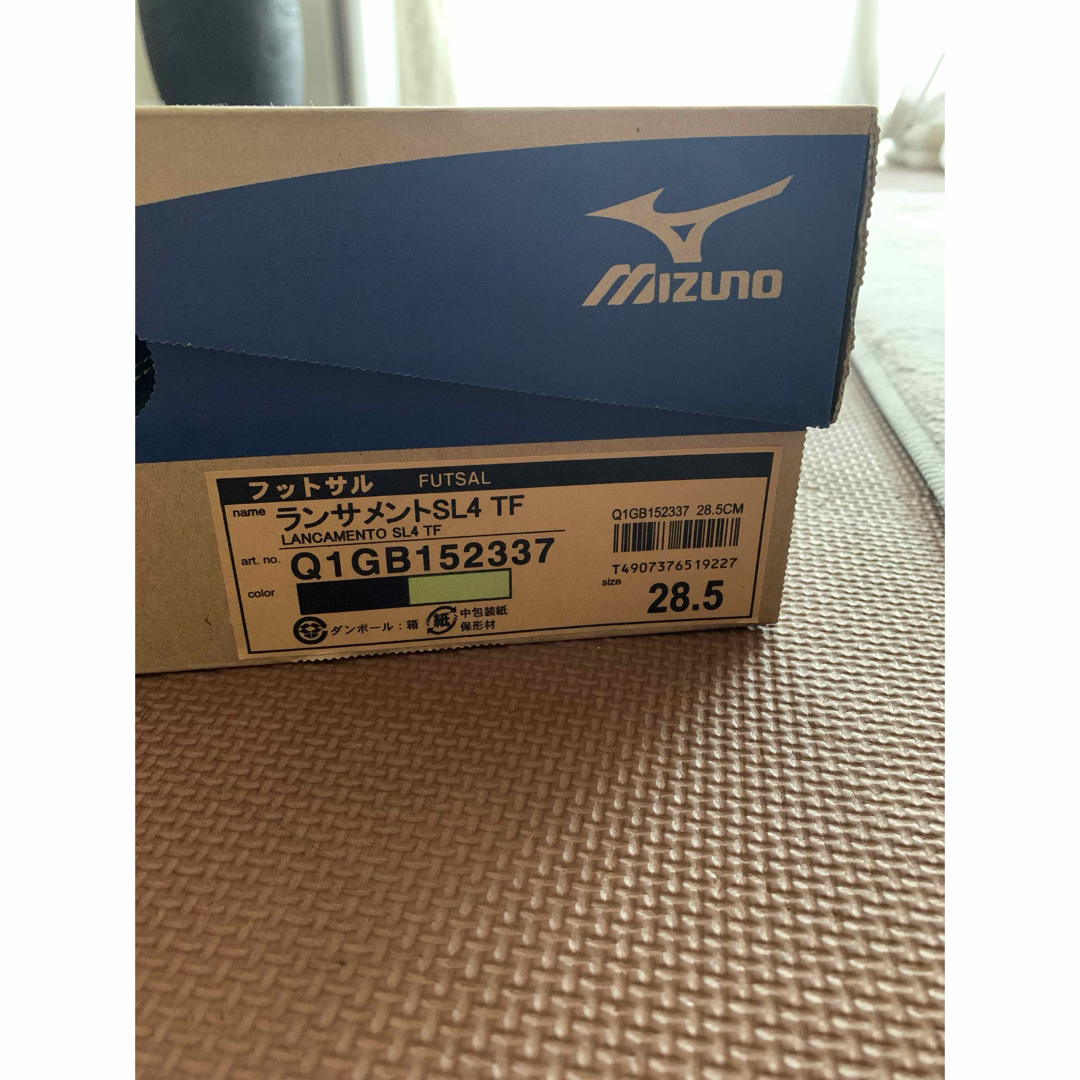 MIZUNO
フットサル FUTSAL
name ランサメントSL4 TF
LANCAMENTO SL4 TF
art. no. Q1GB152337
color
ダンボール：箱 紙 中包装紙
保形材
Q1GB152337 28.5CM
T4907376519227
size 28.5